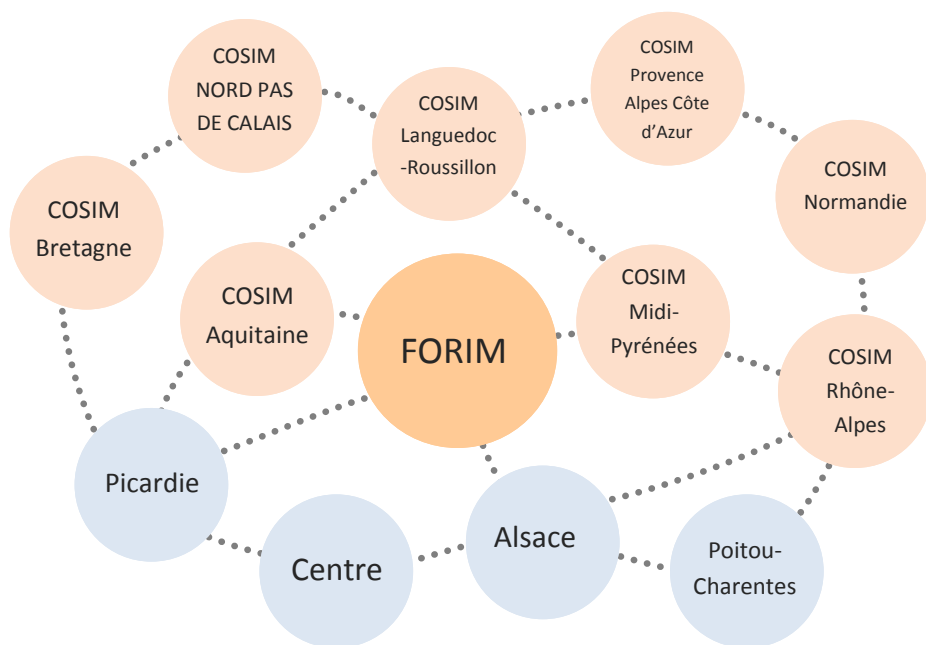 COSIM
NORD PAS
DE CALAIS
COSIM
Languedoc
-Roussillon
COSIM
Provence
Alpes Côte
d’Azur
COSIM
Normandie
COSIM
Bretagne
COSIM
Aquitaine
FORIM
COSIM
Midi-
Pyrénées
COSIM
Rhône-
Alpes
Picardie
Centre
Alsace
Poitou-
Charentes